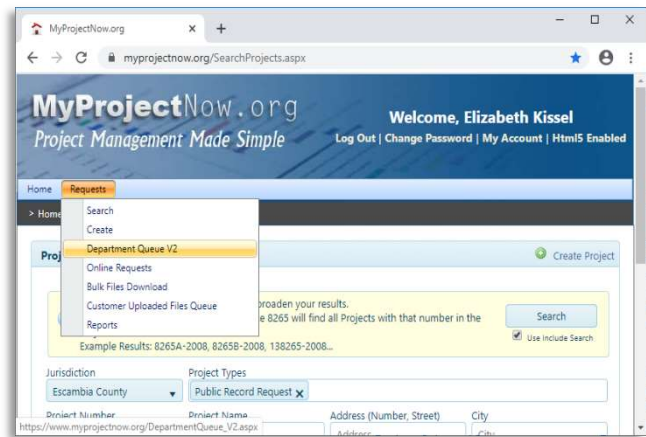 MyProjectNow.org
myprojectnow.org/SearchProjects.aspx
MyProjectNow.org
Project Management Made Simple
Welcome, Elizabeth Kissel
Log Out | Change Password | My Account | Html5 Enabled
Home Requests
> Home
Search
Create
Department Queue V2
Online Requests
Bulk Files Download
Customer Uploaded Files Queue
Reports
Proj
Create Project
broaden your results.
8265 will find all Projects with that number in the
Example Results: 8265A-2008, 8265B-2008, 138265-2008...
Search
Use Include Search
Jurisdiction Project Types
Escambia County Public Record Request x
Project Number Project Name Address (Number, Street) City
Address City
https://www.myprojectnow.org/DepartmentQueue_V2.aspx